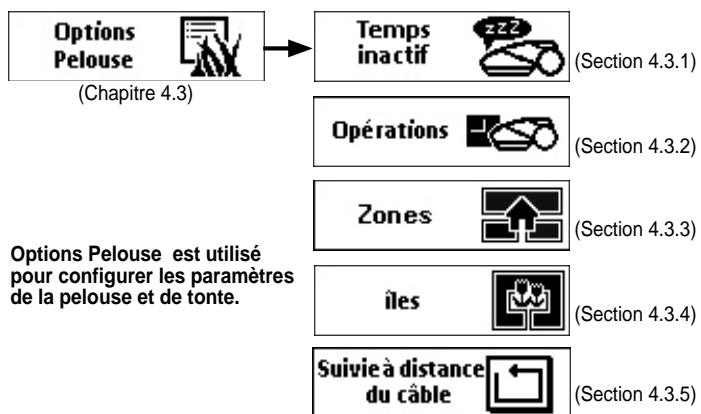 Options
Pelouse
(Chapitre 4.3)
Temps
inactif
zzz
(Section 4.3.1)
Opérations
(Section 4.3.2)
Zones
(Section 4.3.3)
Options Pelouse est utilisé
pour configurer les paramètres
de la pelouse et de tonte.
îles
(Section 4.3.4)
Suivie à distance
du câble
(Section 4.3.5)